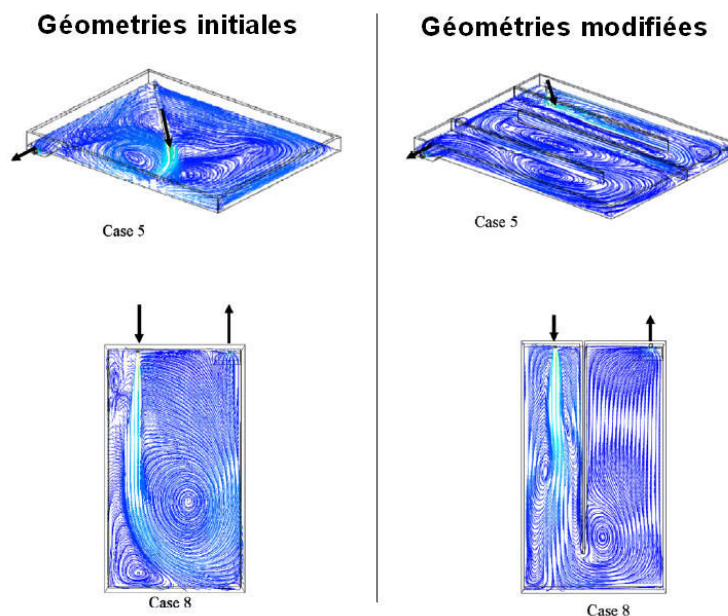 Géometries initiales
Géométries modifiées
Case 5
Case 5
Case 8
Case 8